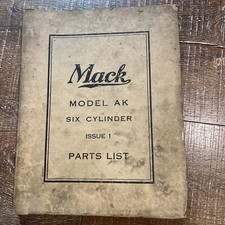 Mack
MODEL AK
SIX CYLINDER
ISSUE 1
PARTS LIST